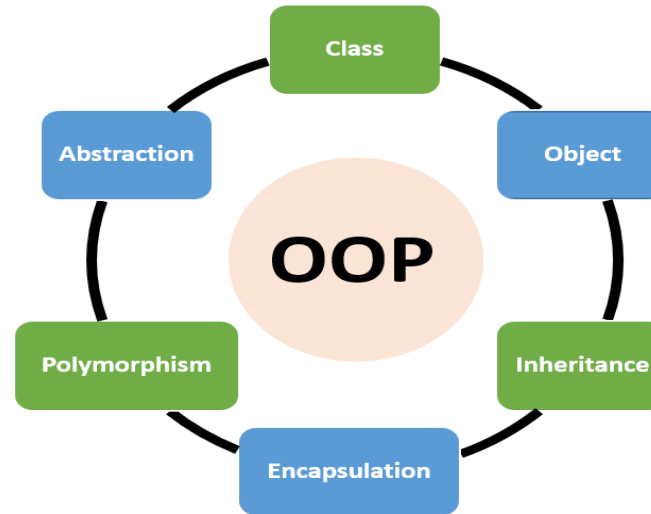 Class
Abstraction
Object
OOP
Polymorphism
Inheritance
Encapsulation